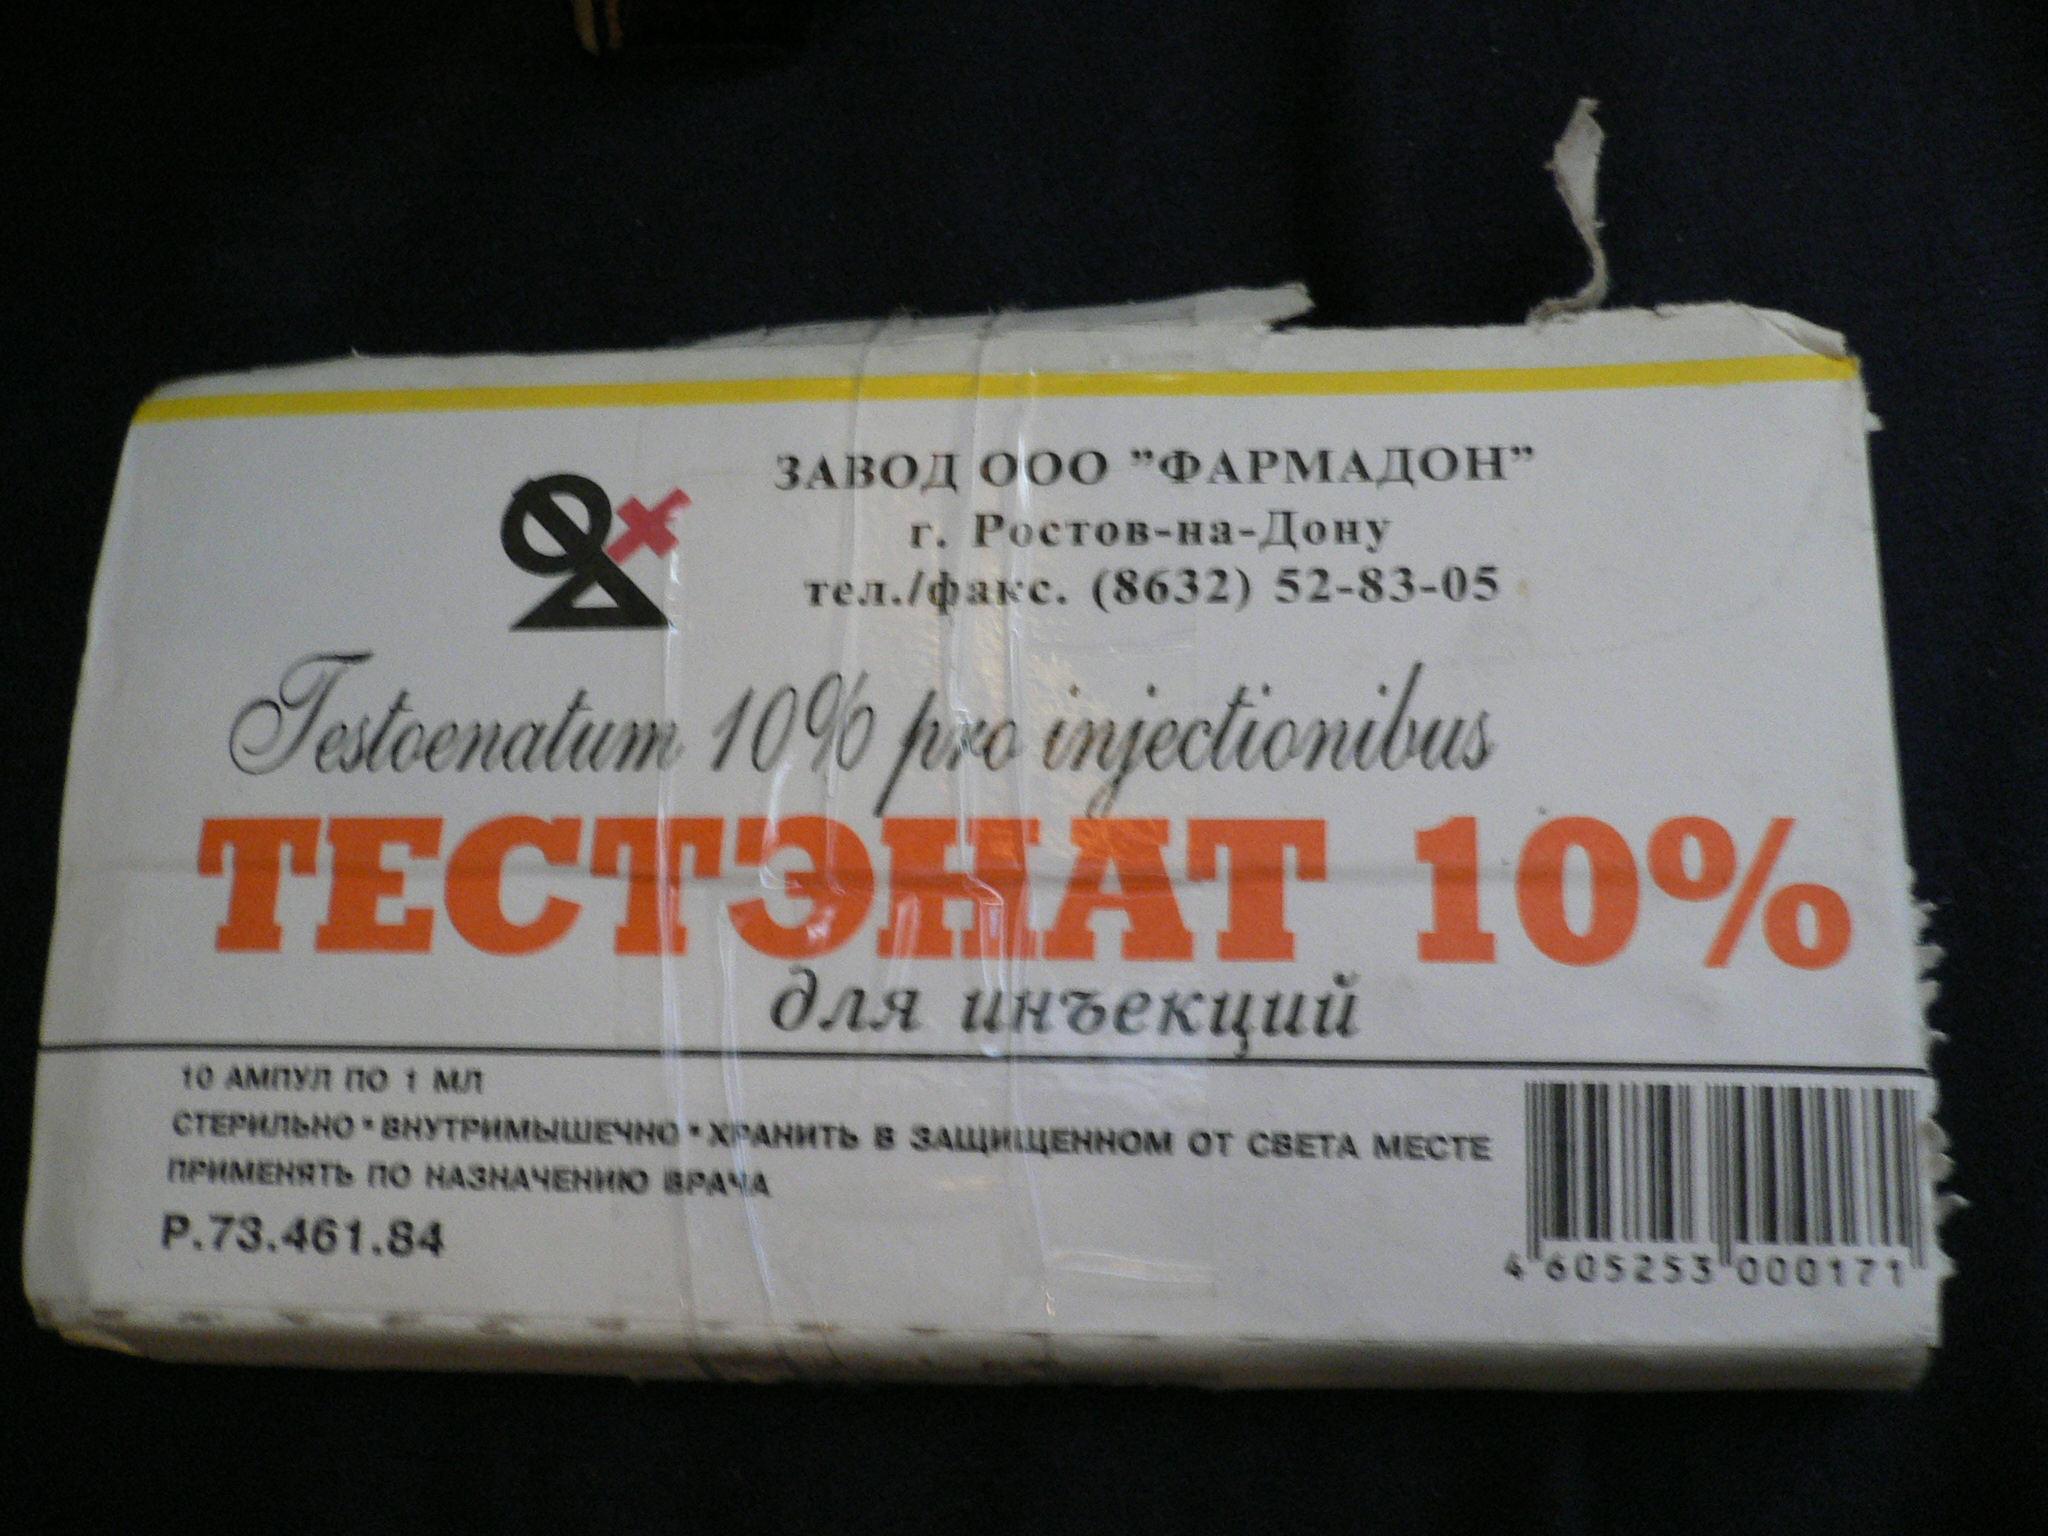 ЗАВОД ООО "ФАРМАДОН"
г. Ростов-на-Дону
тел./факс. (8632) 52-83-05
Testoenatum 10% pro injectionibus
ТЕСТЭНАТ 10%
для инъекций
10 АМПУЛ ПО 1 МЛ
СТЕРИЛЬНО * ВНУТРИМЫШЕЧНО * ХРАНИТЬ В ЗАЩИЩЕННОМ ОТ СВЕТА МЕСТЕ
ПРИМЕНЯТЬ ПО НАЗНАЧЕНИЮ ВРАЧА
Р.73.461.84
4 605253 000171